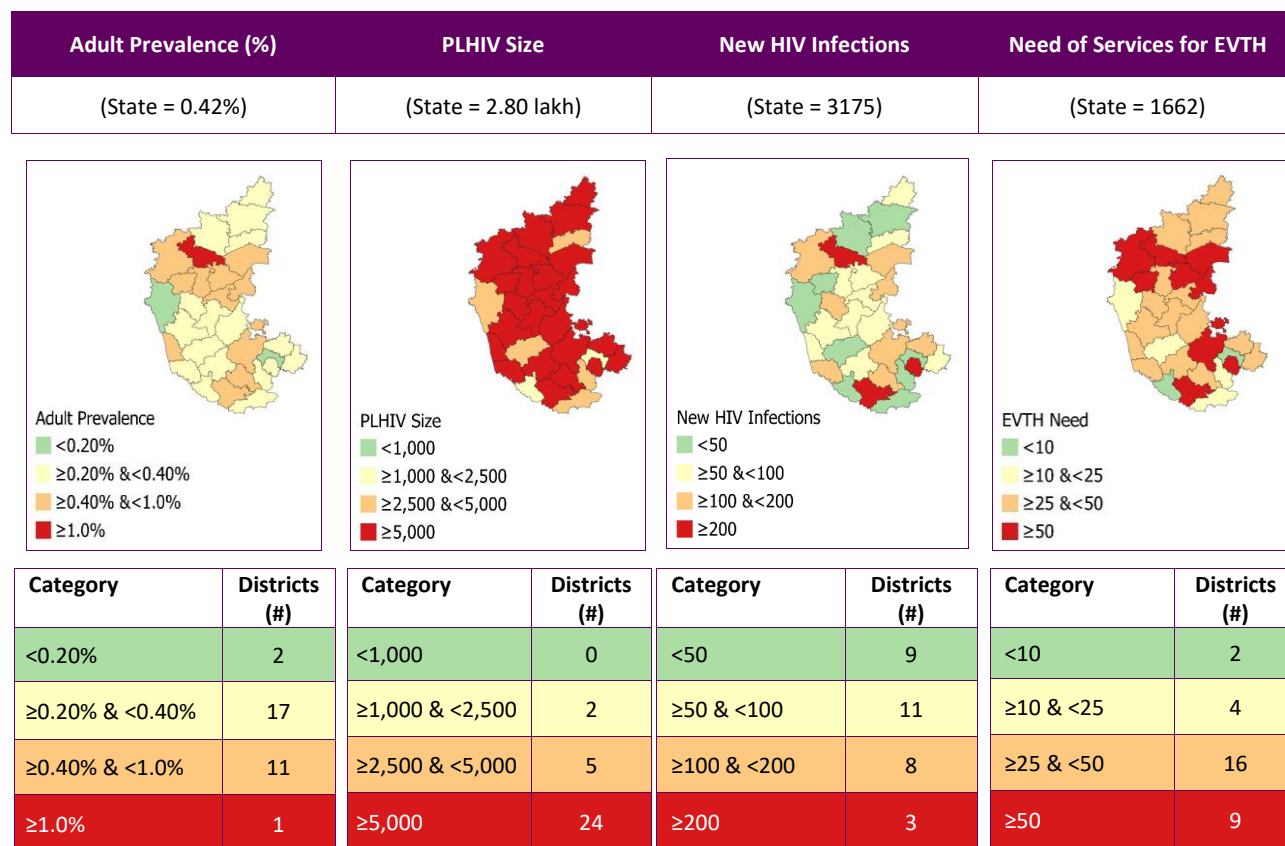 Adult Prevalence (%)
PLHIV Size
New HIV Infections
Need of Services for EVTH
(State = 0.42%)
(State = 2.80 lakh)
(State = 3175)
(State = 1662)
Adult Prevalence
<0.20%
≥0.20% &<0.40%
≥0.40% &<1.0%
≥1.0%
PLHIV Size
<1,000
≥1,000 &<2,500
≥2,500 &<5,000
≥5,000
New HIV Infections
<50
≥50 &<100
≥100 &<200
≥200
EVTH Need
<10
≥10 &<25
≥25 &<50
≥50
Category Districts
(#)
<0.20% 2
≥0.20% & <0.40% 17
≥0.40% & <1.0% 11
≥1.0% 1
Category Districts
(#)
<1,000 0
≥1,000 & <2,500 2
≥2,500 & <5,000 5
≥5,000 24
Category Districts
(#)
<50 9
≥50 & <100 11
≥100 & <200 8
≥200 3
Category Districts
(#)
<10 2
≥10 & <25 4
≥25 & <50 16
≥50 9